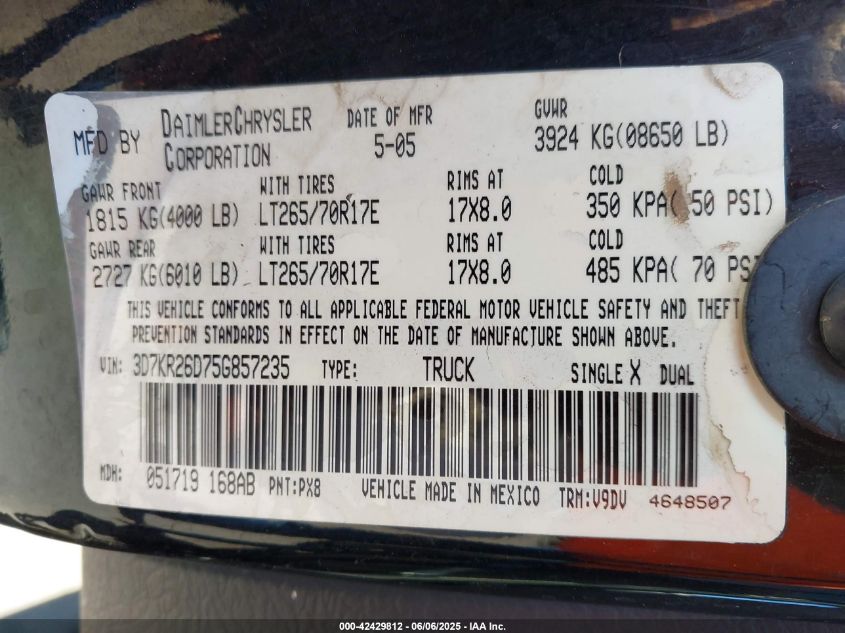 MFD BY DAIMLERCHRYSLER CORPORATION DATE OF MFR 5-05 GVWR 3924 KG(08650 LB)
GAWR FRONT WITH TIRES RIMS AT COLD
1815 KG(4000 LB) LT265/70R17E 17X8.0 350 KPA( 50 PSI)
GAWR REAR WITH TIRES RIMS AT COLD
2727 KG(6010 LB) LT265/70R17E 17X8.0 485 KPA( 70 PSI
THIS VEHICLE CONFORMS TO ALL APPLICABLE FEDERAL MOTOR VEHICLE SAFETY AND THEFT
PREVENTION STANDARDS IN EFFECT ON THE DATE OF MANUFACTURE SHOWN ABOVE.
VIN: 3D7KR26D75G857235 TYPE: TRUCK SINGLE X DUAL
MDH: 051719 168AB PNT:PX8 VEHICLE MADE IN MEXICO TRM:V9DV 4648507
000-42429812 - 06/06/2025 - IAA Inc.